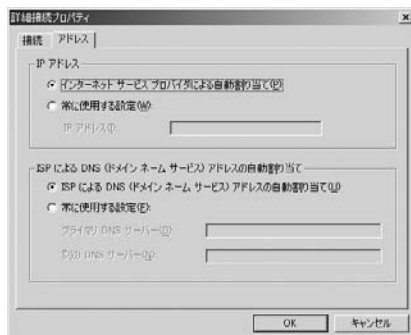 詳細接続プロパティ
接続 アドレス
IP アドレス
インターネット サービス プロバイダによる自動割り当て(P)
常に使用する設定(W):
IP アドレス(I):
ISP による DNS (ドメイン ネーム サービス) アドレスの自動割り当て
ISP による DNS (ドメイン ネーム サービス) アドレスの自動割り当て(U)
常に使用する設定(E):
プライマリ DNS サーバー(D):
DNS サーバー(N):
OK キャンセル